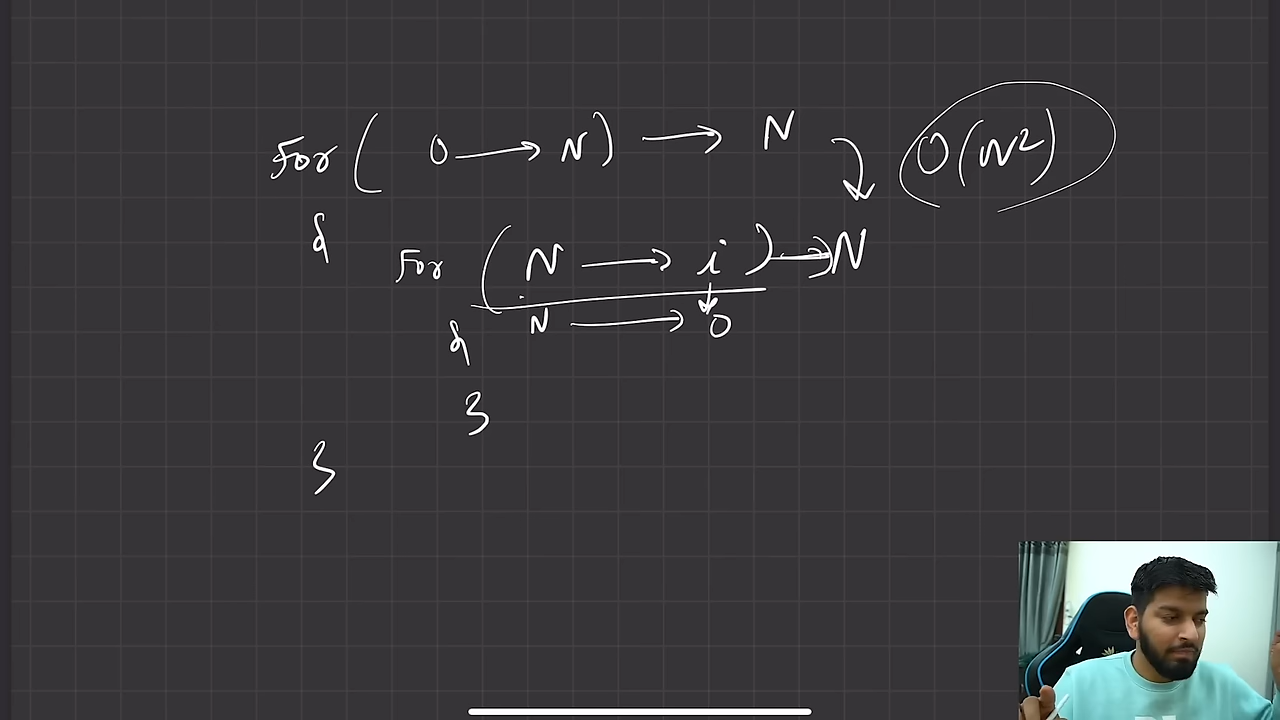 For ( 0 → N ) → N ⤵ O(N²)
{
For ( N → i ) → N
↓
N → 0
{
}
}